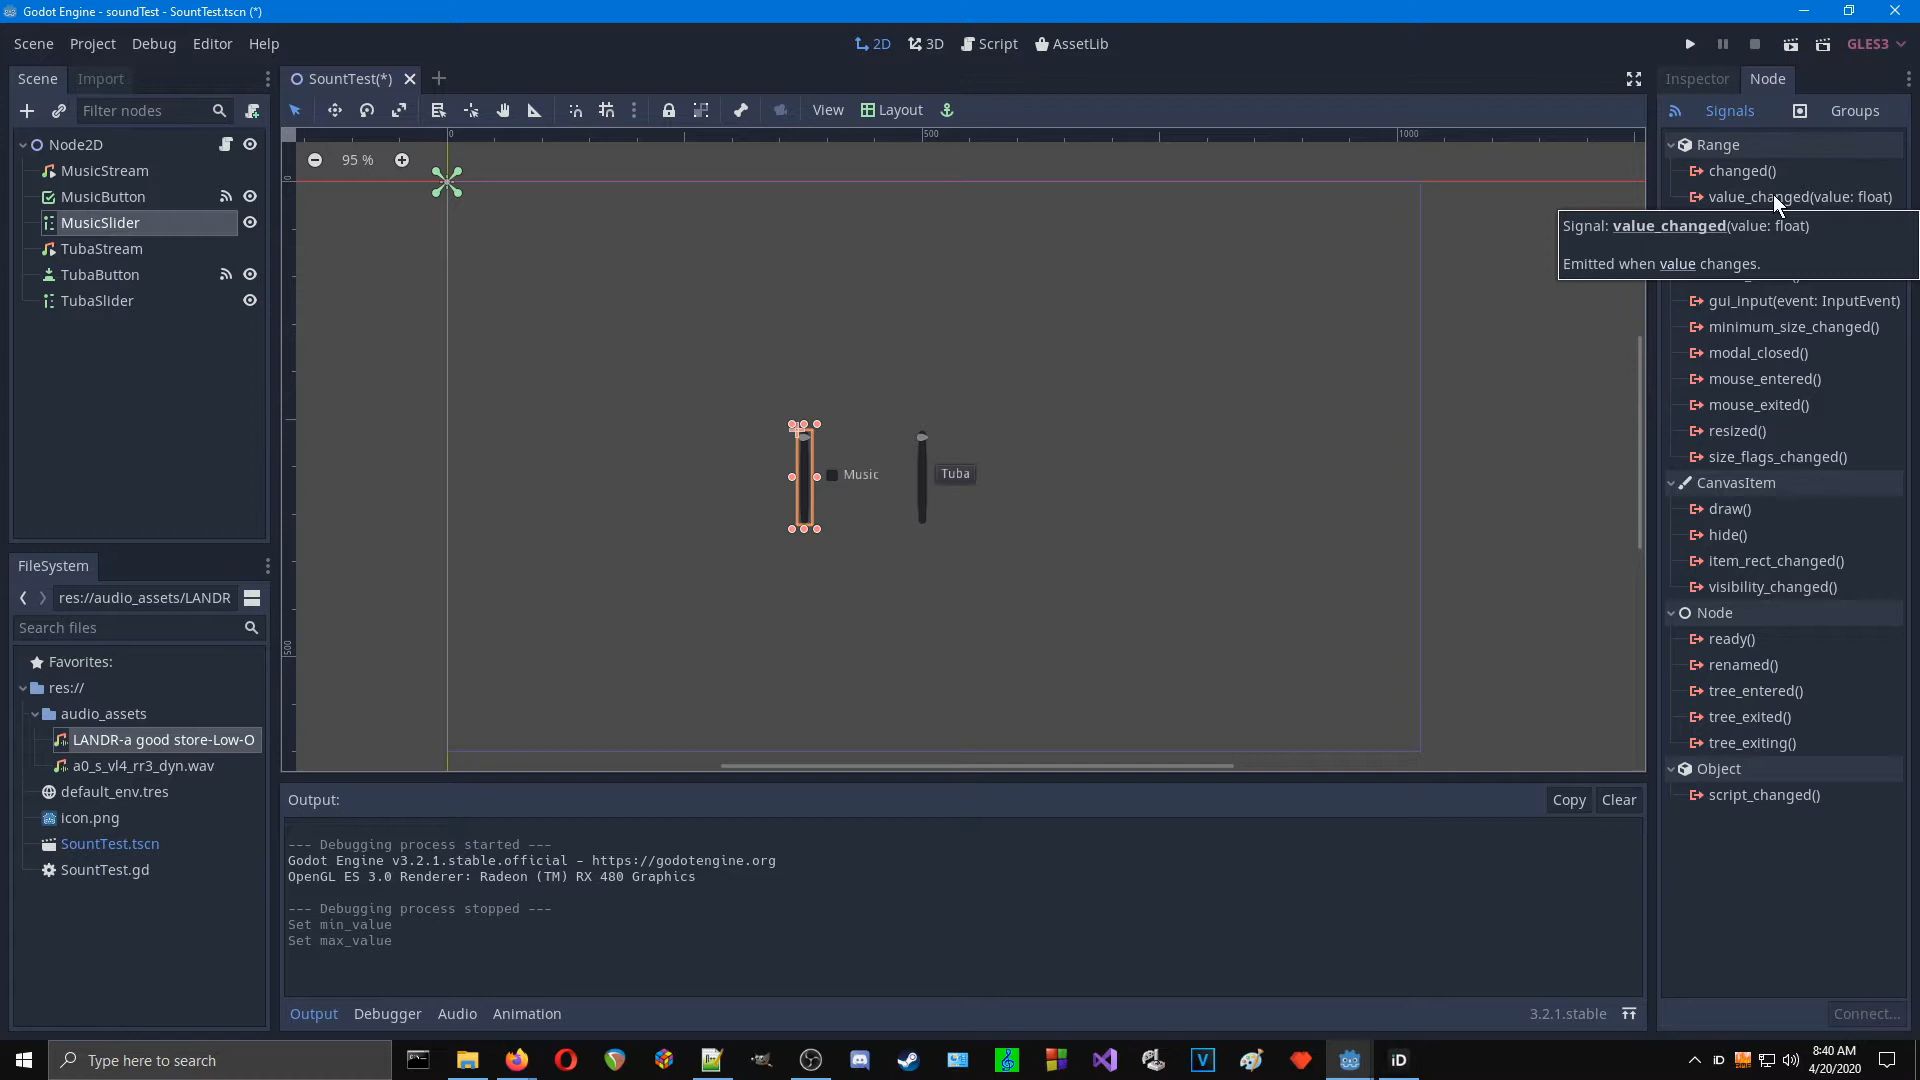 Godot Engine - soundTest - SountTest.tscn (*)
Scene Project Debug Editor Help
2D 3D Script AssetLib
GLES3
Scene Import
SountTest(*)
Inspector Node
Filter nodes
View Layout
Signals Groups
Node2D
MusicStream
MusicButton
MusicSlider
TubaStream
TubaButton
TubaSlider
0 500 1000
95 %
0
500
Music
Tuba
Range
changed()
value_changed(value: float)
Signal: value_changed(value: float)
Emitted when value changes.
gui_input(event: InputEvent)
minimum_size_changed()
modal_closed()
mouse_entered()
mouse_exited()
resized()
size_flags_changed()
CanvasItem
draw()
hide()
item_rect_changed()
visibility_changed()
Node
ready()
renamed()
tree_entered()
tree_exited()
tree_exiting()
Object
script_changed()
Connect...
FileSystem
res://audio_assets/LANDR
Search files
Favorites:
res://
audio_assets
LANDR-a good store-Low-O
a0_s_vl4_rr3_dyn.wav
default_env.tres
icon.png
SountTest.tscn
SountTest.gd
Output:
Copy Clear
--- Debugging process started ---
Godot Engine v3.2.1.stable.official - https://godotengine.org
OpenGL ES 3.0 Renderer: Radeon (TM) RX 480 Graphics
--- Debugging process stopped ---
Set min_value
Set max_value
Output Debugger Audio Animation
3.2.1.stable
Type here to search
iD
V
iD
8:40 AM
4/20/2020